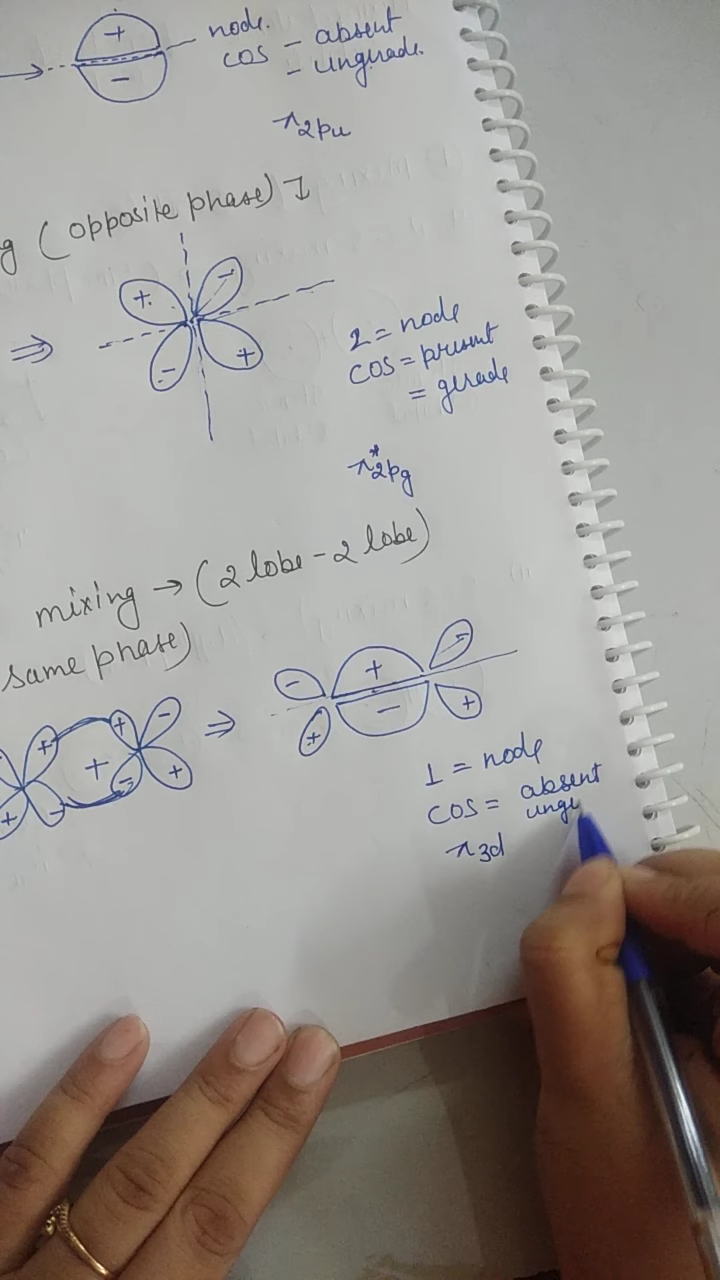 +
−
node.
cos – absent
– ungrade.
π2pu
g (opposite phase) I
+
−
−
+
2 = node
cos = present
= gerade
π*2pg
mixing → (2 lobe – 2 lobe)
same phase)
+
+
−
+
+
−
−
+
⇒
−
+
−
+
−
+
1 = node
cos = absent
unge
π3d